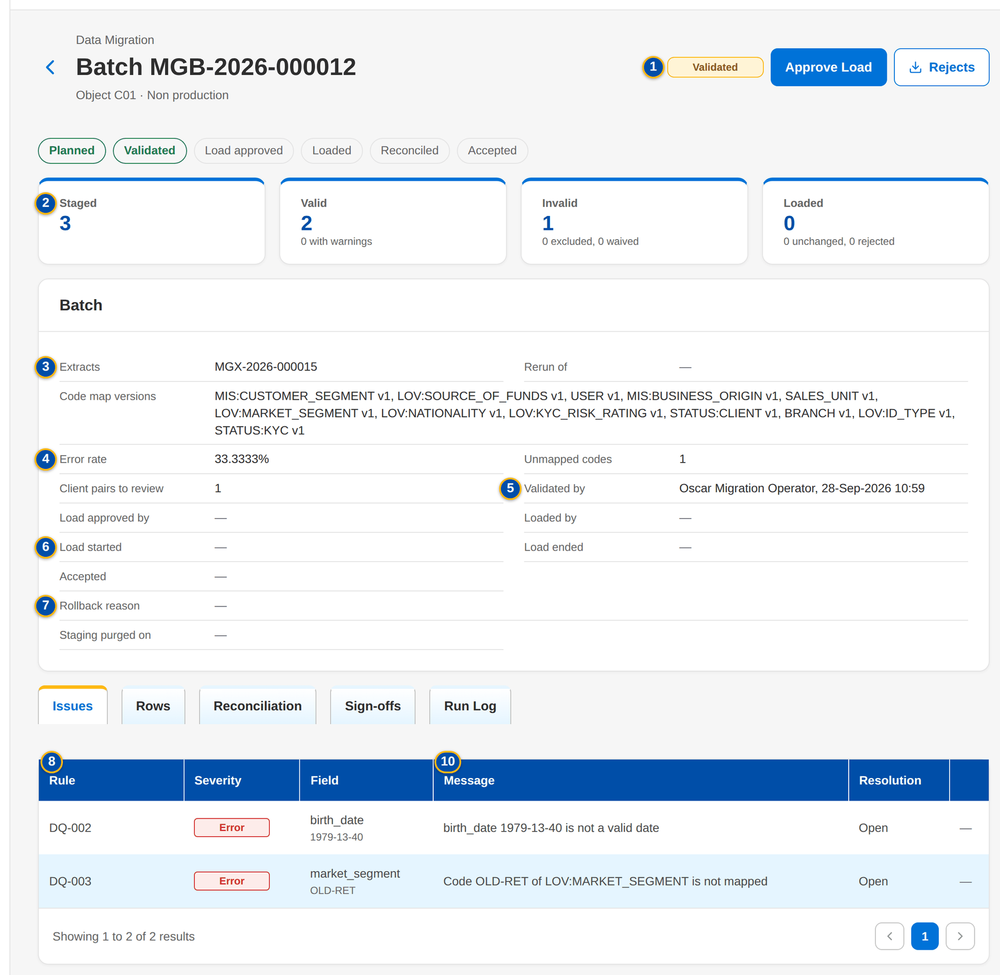 Data Migration
Batch MGB-2026-000012
Object C01 · Non production
1 Validated Approve Load Rejects
Planned Validated Load approved Loaded Reconciled Accepted
2 Staged Valid Invalid Loaded
3 2 1 0
0 with warnings 0 excluded, 0 waived 0 unchanged, 0 rejected
Batch
3 Extracts MGX-2026-000015 Rerun of —
Code map versions MIS:CUSTOMER_SEGMENT v1, LOV:SOURCE_OF_FUNDS v1, USER v1, MIS:BUSINESS_ORIGIN v1, SALES_UNIT v1,
LOV:MARKET_SEGMENT v1, LOV:NATIONALITY v1, LOV:KYC_RISK_RATING v1, STATUS:CLIENT v1, BRANCH v1, LOV:ID_TYPE v1,
STATUS:KYC v1
4 Error rate 33.3333% Unmapped codes 1
Client pairs to review 1 5 Validated by Oscar Migration Operator, 28-Sep-2026 10:59
Load approved by — Loaded by —
6 Load started — Load ended —
Accepted —
7 Rollback reason —
Staging purged on —
Issues Rows Reconciliation Sign-offs Run Log
8 10
Rule Severity Field Message Resolution
DQ-002 Error birth_date birth_date 1979-13-40 is not a valid date Open —
1979-13-40
DQ-003 Error market_segment Code OLD-RET of LOV:MARKET_SEGMENT is not mapped Open —
OLD-RET
Showing 1 to 2 of 2 results 1